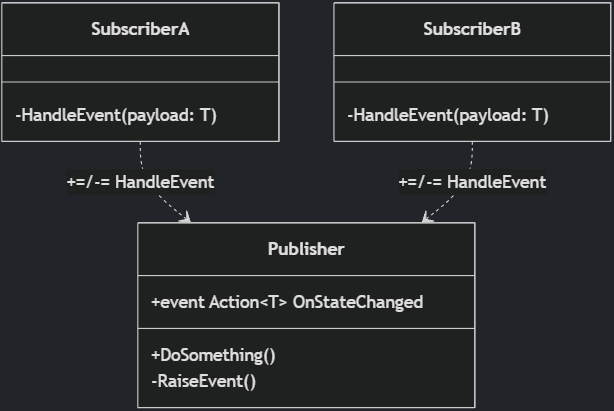 SubscriberA
-HandleEvent(payload: T)
SubscriberB
-HandleEvent(payload: T)
+=/-= HandleEvent
+=/-= HandleEvent
Publisher
+event Action<T> OnStateChanged
+DoSomething()
-RaiseEvent()